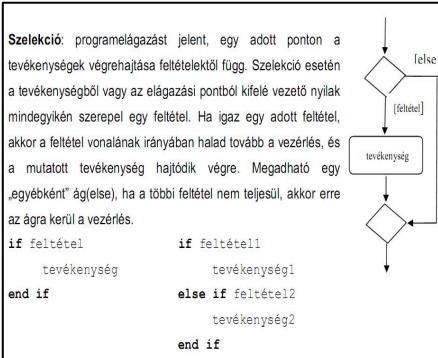 Szelekció: programelágazást jelent, egy adott ponton a
tevékenységek végrehajtása feltételektől függ. Szelekció esetén
a tevékenységből vagy az elágazási pontból kifelé vezető nyilak
mindegyikén szerepel egy feltétel. Ha igaz egy adott feltétel,
akkor a feltétel vonalának irányában halad tovább a vezérlés, és
a mutatott tevékenység hajtódik végre. Megadható egy
„egyébként” ág(else), ha a többi feltétel nem teljesül, akkor erre
az ágra kerül a vezérlés.
if feltétel
tevékenység
end if
if feltétel1
tevékenység1
else if feltétel2
tevékenység2
end if
[else
[feltétel]
tevékenység